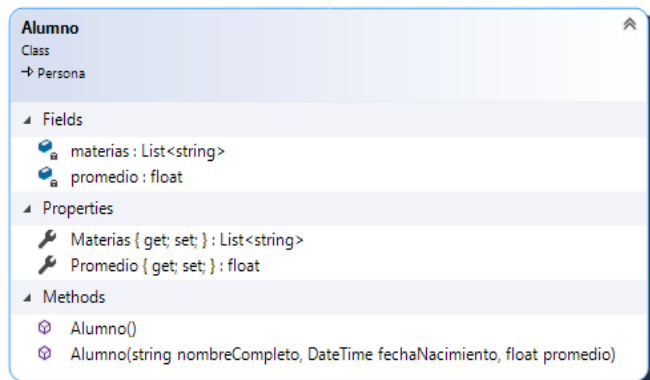 Alumno
Class
Persona
Fields
materias : List<string>
promedio : float
Properties
Materias { get; set; } : List<string>
Promedio { get; set; } : float
Methods
Alumno()
Alumno(string nombreCompleto, DateTime fechaNacimiento, float promedio)